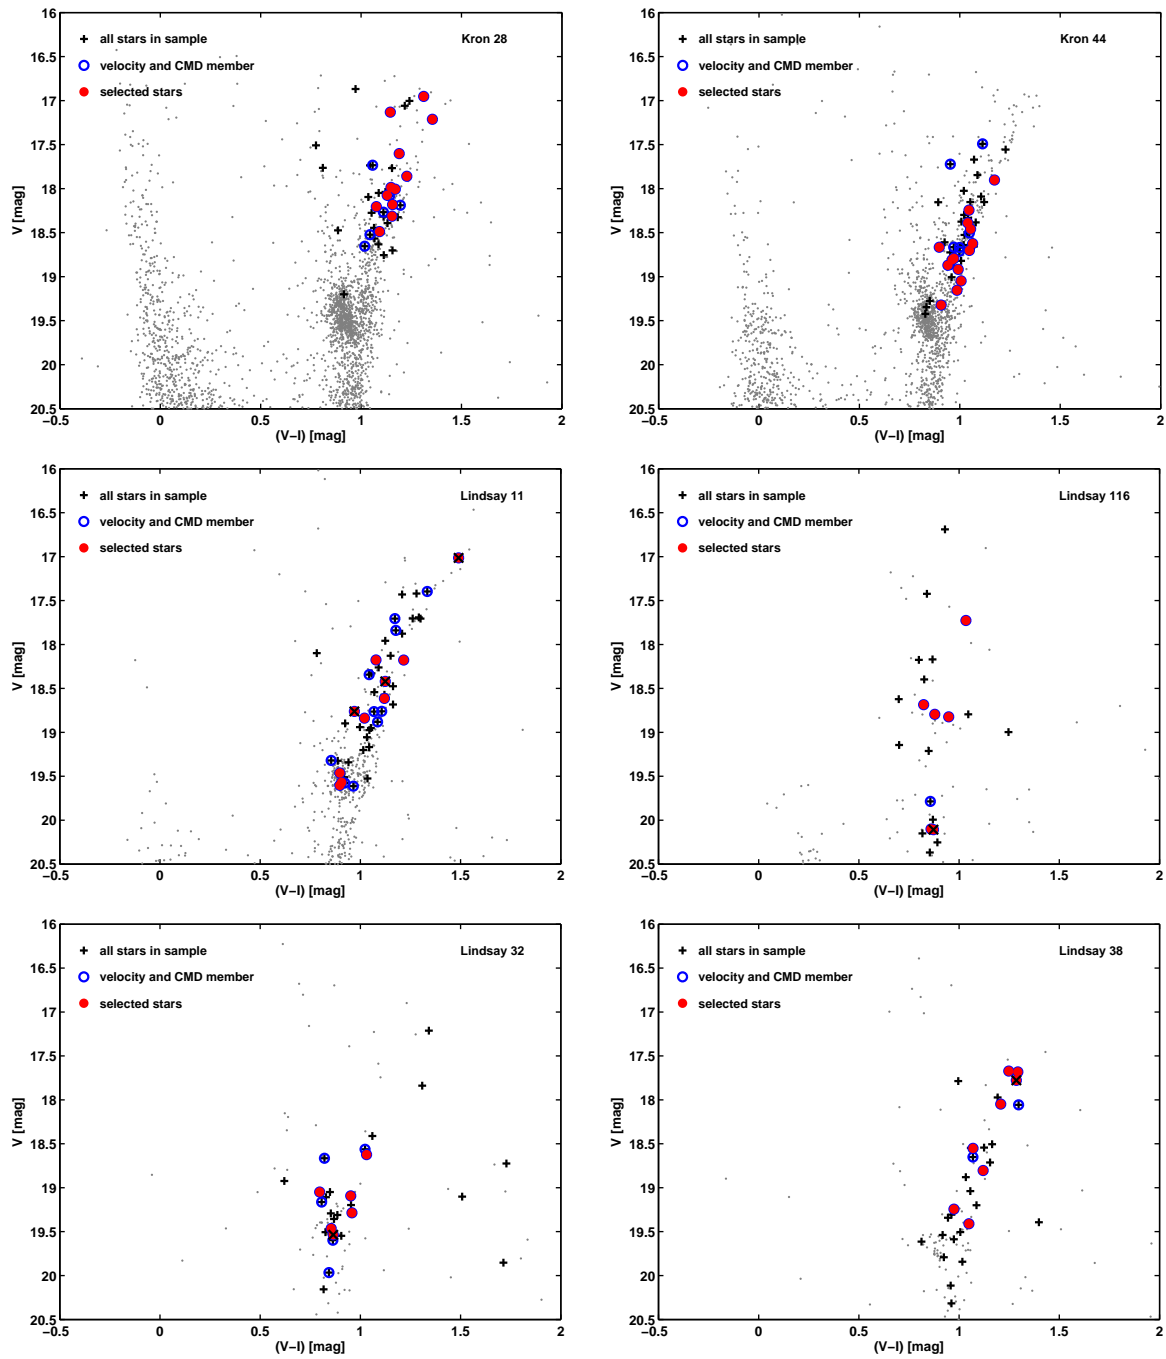 16
16.5
17
17.5
18
18.5
19
19.5
20
20.5
V [mag]
+ all stars in sample
velocity and CMD member
selected stars
Kron 28
−0.5 0 0.5 1 1.5 2
(V−I) [mag]
16
16.5
17
17.5
18
18.5
19
19.5
20
20.5
V [mag]
+ all stars in sample
velocity and CMD member
selected stars
Kron 44
−0.5 0 0.5 1 1.5 2
(V−I) [mag]
16
16.5
17
17.5
18
18.5
19
19.5
20
20.5
V [mag]
+ all stars in sample
velocity and CMD member
selected stars
Lindsay 11
−0.5 0 0.5 1 1.5 2
(V−I) [mag]
16
16.5
17
17.5
18
18.5
19
19.5
20
20.5
V [mag]
+ all stars in sample
velocity and CMD member
selected stars
Lindsay 116
−0.5 0 0.5 1 1.5 2
(V−I) [mag]
16
16.5
17
17.5
18
18.5
19
19.5
20
20.5
V [mag]
+ all stars in sample
velocity and CMD member
selected stars
Lindsay 32
−0.5 0 0.5 1 1.5 2
(V−I) [mag]
16
16.5
17
17.5
18
18.5
19
19.5
20
20.5
V [mag]
+ all stars in sample
velocity and CMD member
selected stars
Lindsay 38
−0.5 0 0.5 1 1.5 2
(V−I) [mag]